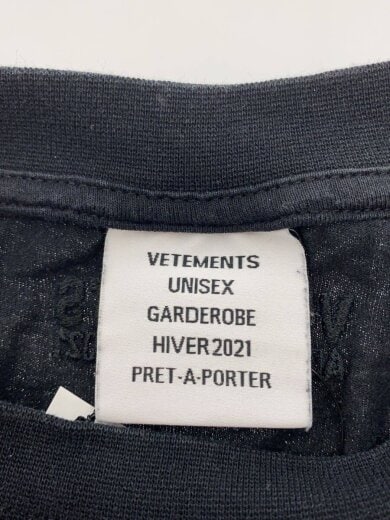 VETEMENTS
UNISEX
GARDEROBE
HIVER 2021
PRET-A-PORTER